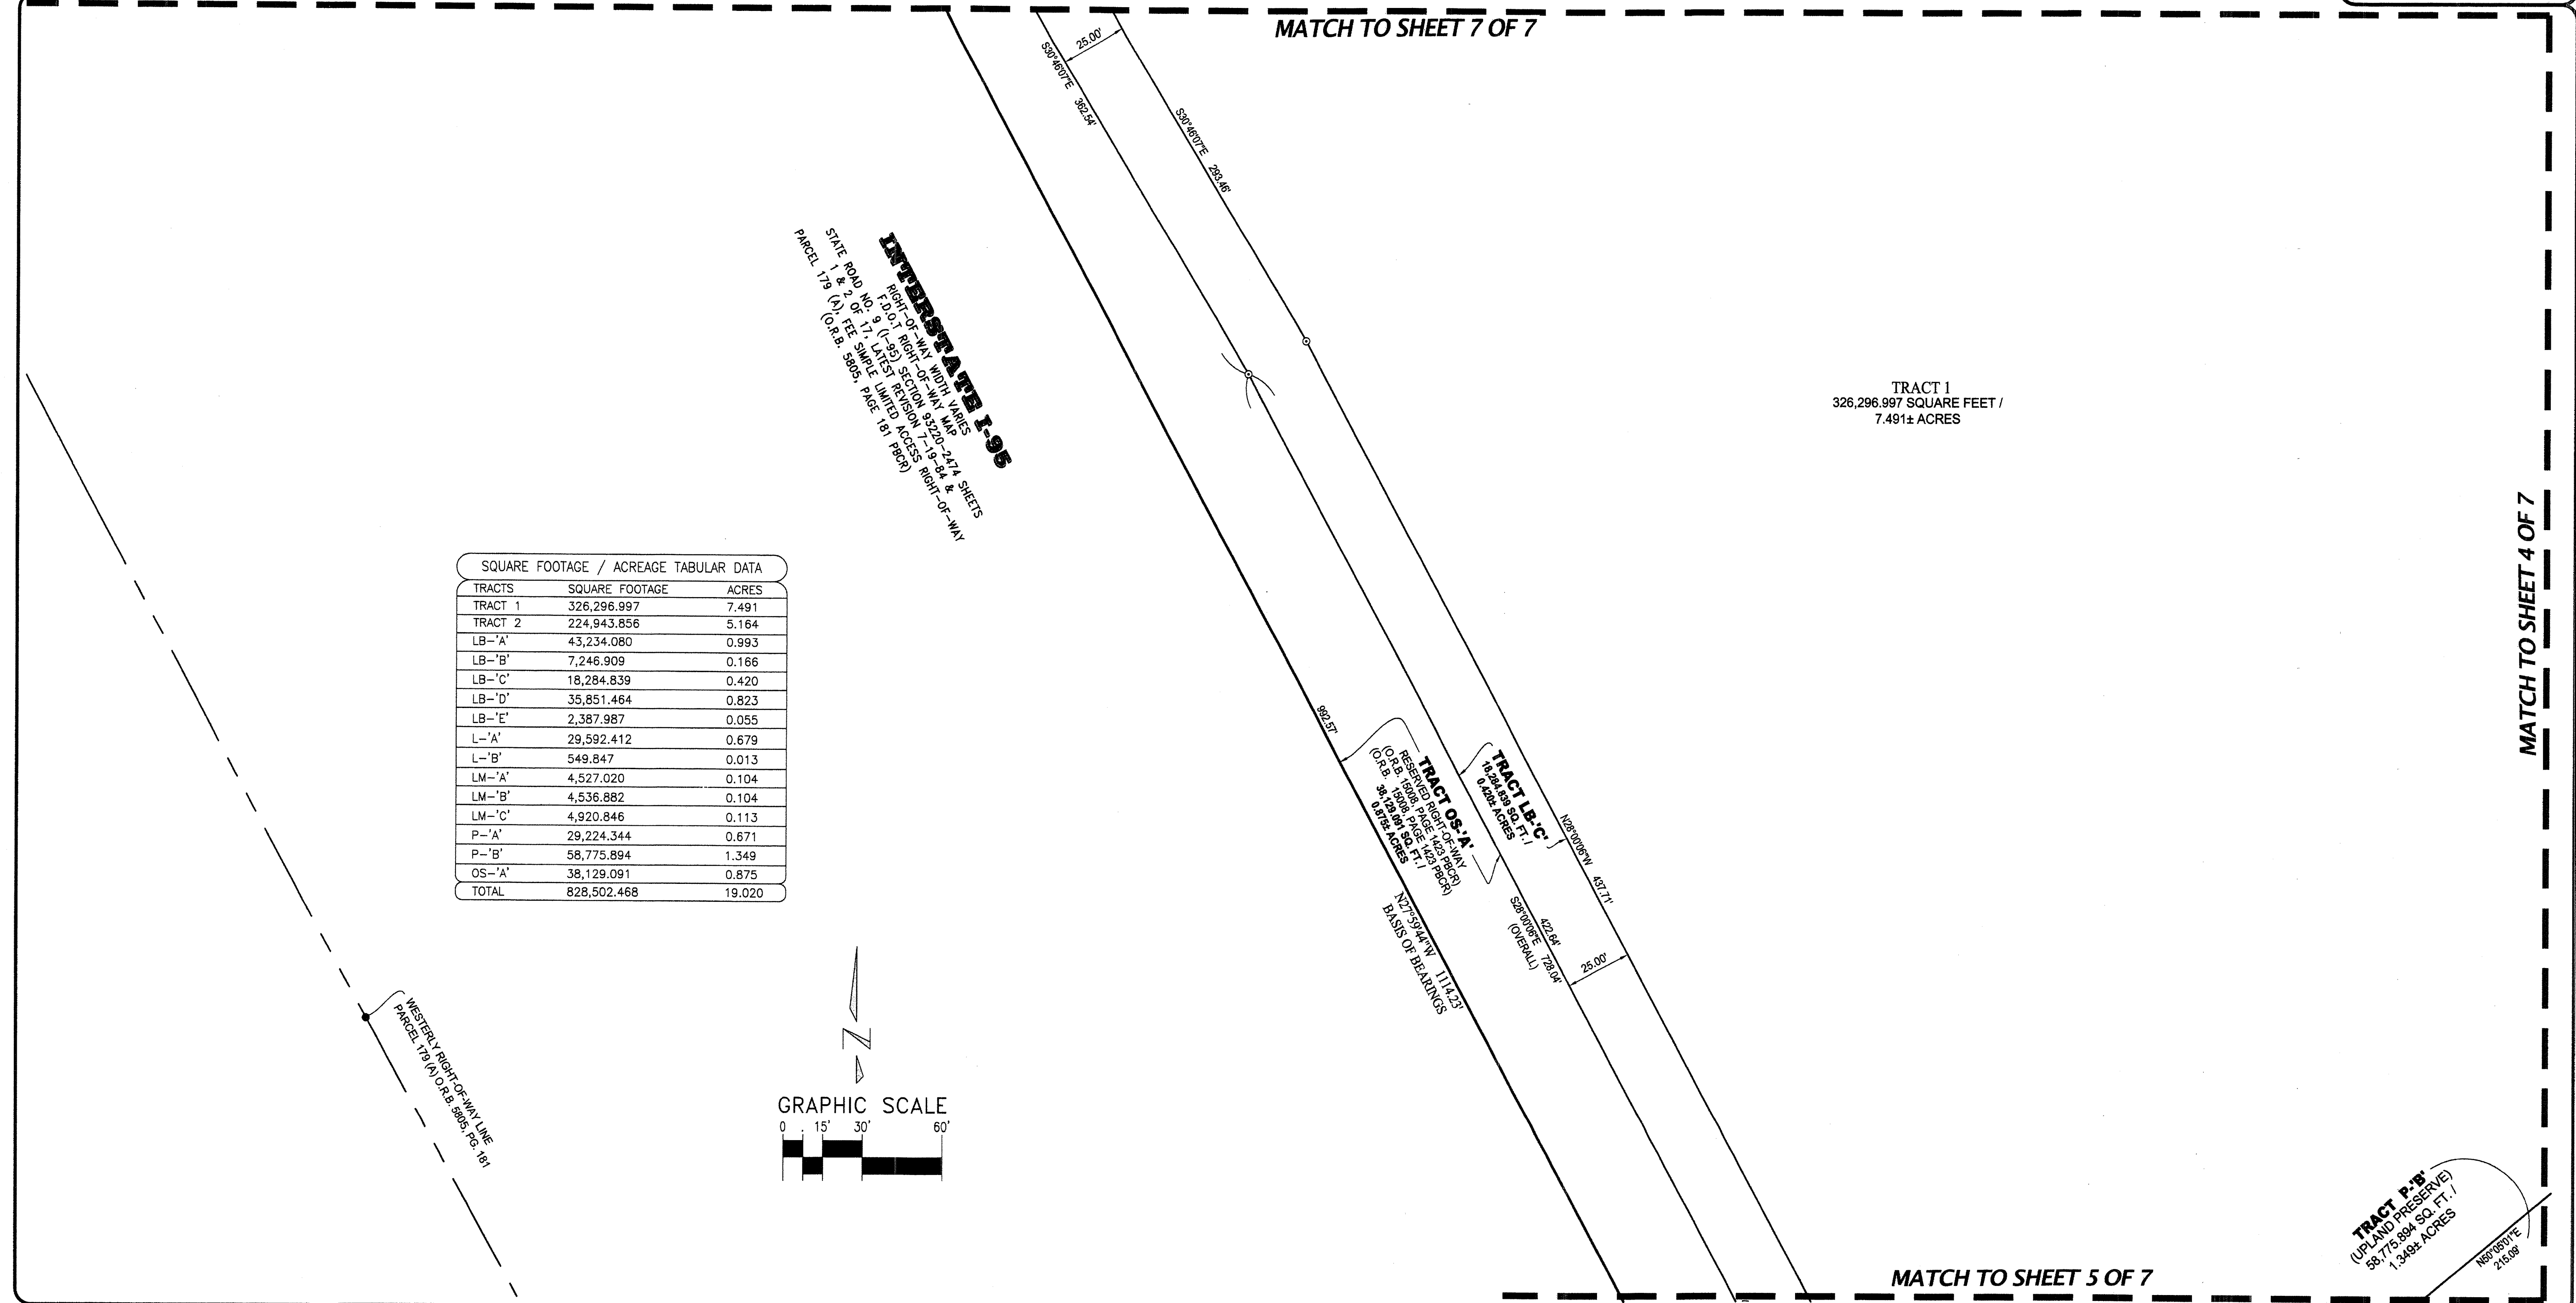 MATCH TO SHEET 7 OF 7
25.00'
S30°46'07"E 362.54'
S30°46'07"E 293.46'
INTERSTATE I-95
RIGHT-OF-WAY WIDTH VARIES
F.D.O.T RIGHT-OF-WAY MAP
STATE ROAD NO. 9 (I-95) SECTION 93220-2474 SHEETS
1 & 2 OF 17, LATEST REVISION 7-19-84 &
PARCEL 179 (A), FEE SIMPLE LIMITED ACCESS RIGHT-OF-WAY
(O.R.B. 5805, PAGE 181 PBCR)
TRACT 1
326,296.997 SQUARE FEET /
7.491± ACRES
MATCH TO SHEET 4 OF 7
SQUARE FOOTAGE / ACREAGE TABULAR DATA
TRACTS SQUARE FOOTAGE ACRES
TRACT 1 326,296.997 7.491
TRACT 2 224,943.856 5.164
LB-'A' 43,234.080 0.993
LB-'B' 7,246.909 0.166
LB-'C' 18,284.839 0.420
LB-'D' 35,851.464 0.823
LB-'E' 2,387.987 0.055
L-'A' 29,592.412 0.679
L-'B' 549.847 0.013
LM-'A' 4,527.020 0.104
LM-'B' 4,536.882 0.104
LM-'C' 4,920.846 0.113
P-'A' 29,224.344 0.671
P-'B' 58,775.894 1.349
OS-'A' 38,129.091 0.875
TOTAL 828,502.468 19.020
992.57'
TRACT OS-'A'
RESERVED RIGHT-OF-WAY
(O.R.B. 15008, PAGE 1423 PBCR)
(O.R.B. 15008, PAGE 1423 PBCR)
38,129.091 SQ. FT. /
0.875± ACRES
TRACT LB-'C'
18,284.839 SQ. FT. /
0.420± ACRES
N28°00'06"W 437.71'
422.64'
S28°00'06"E 728.04'
(OVERALL)
25.00'
N27°59'44"W 1114.23'
BASIS OF BEARINGS
WESTERLY RIGHT-OF-WAY LINE
PARCEL 179 (A) O.R.B. 5805, PG. 181
N
GRAPHIC SCALE
0 15' 30' 60'
TRACT P-'B'
(UPLAND PRESERVE)
58,775.894 SQ. FT. /
1.349± ACRES
N50°05'01"E
215.09'
MATCH TO SHEET 5 OF 7